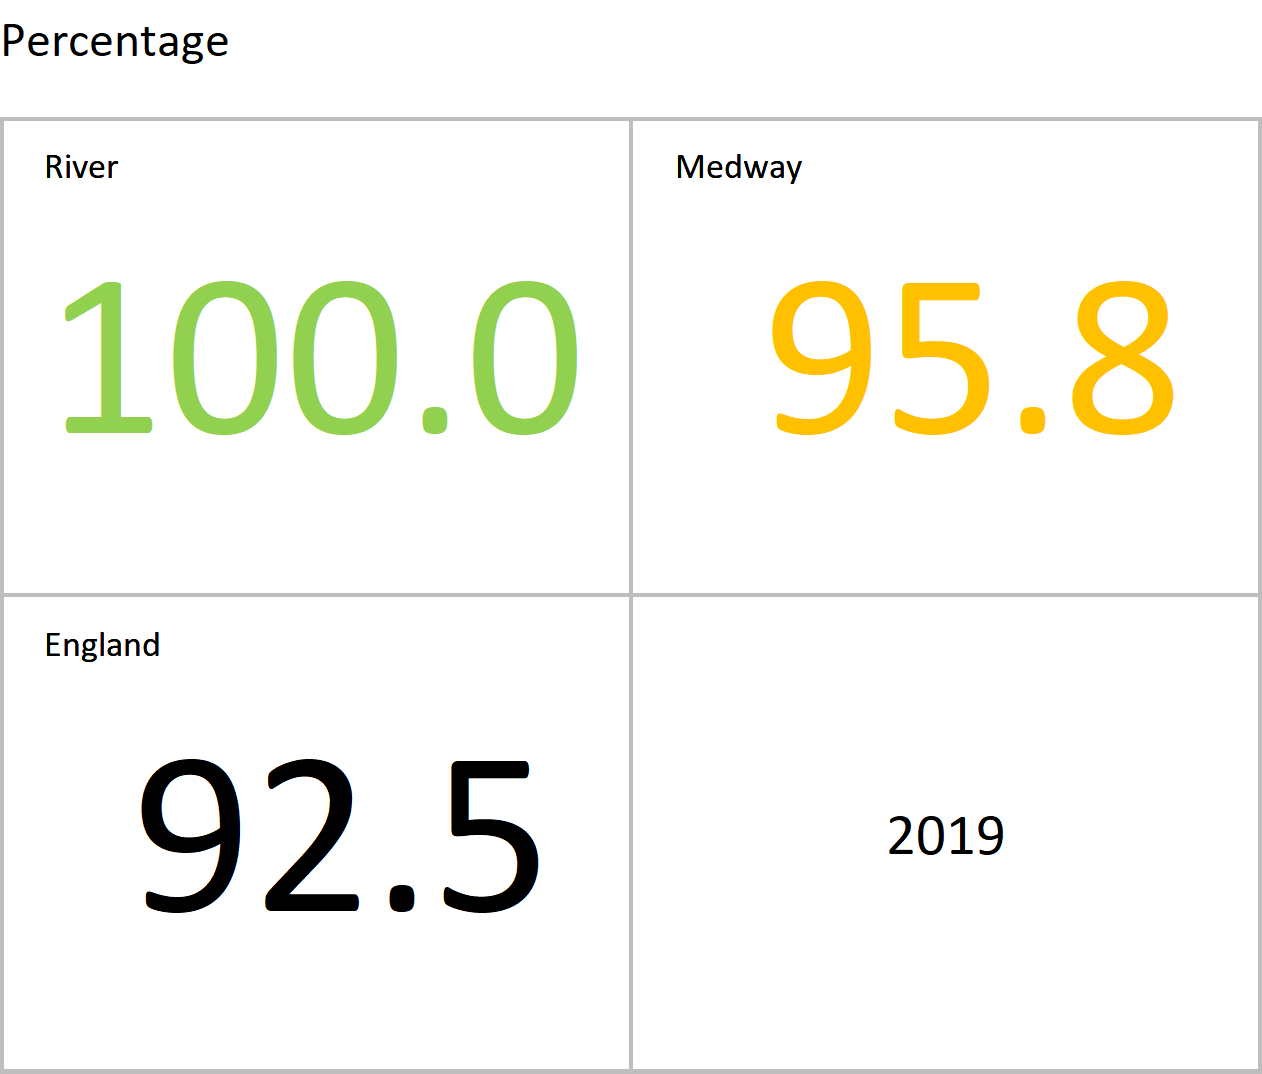 Percentage
River
100.0
Medway
95.8
England
92.5
2019